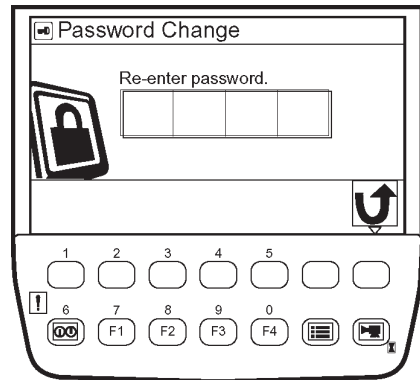 Password Change
Re-enter password.
1 2 3 4 5
!
6 7 8 9 0
F1 F2 F3 F4